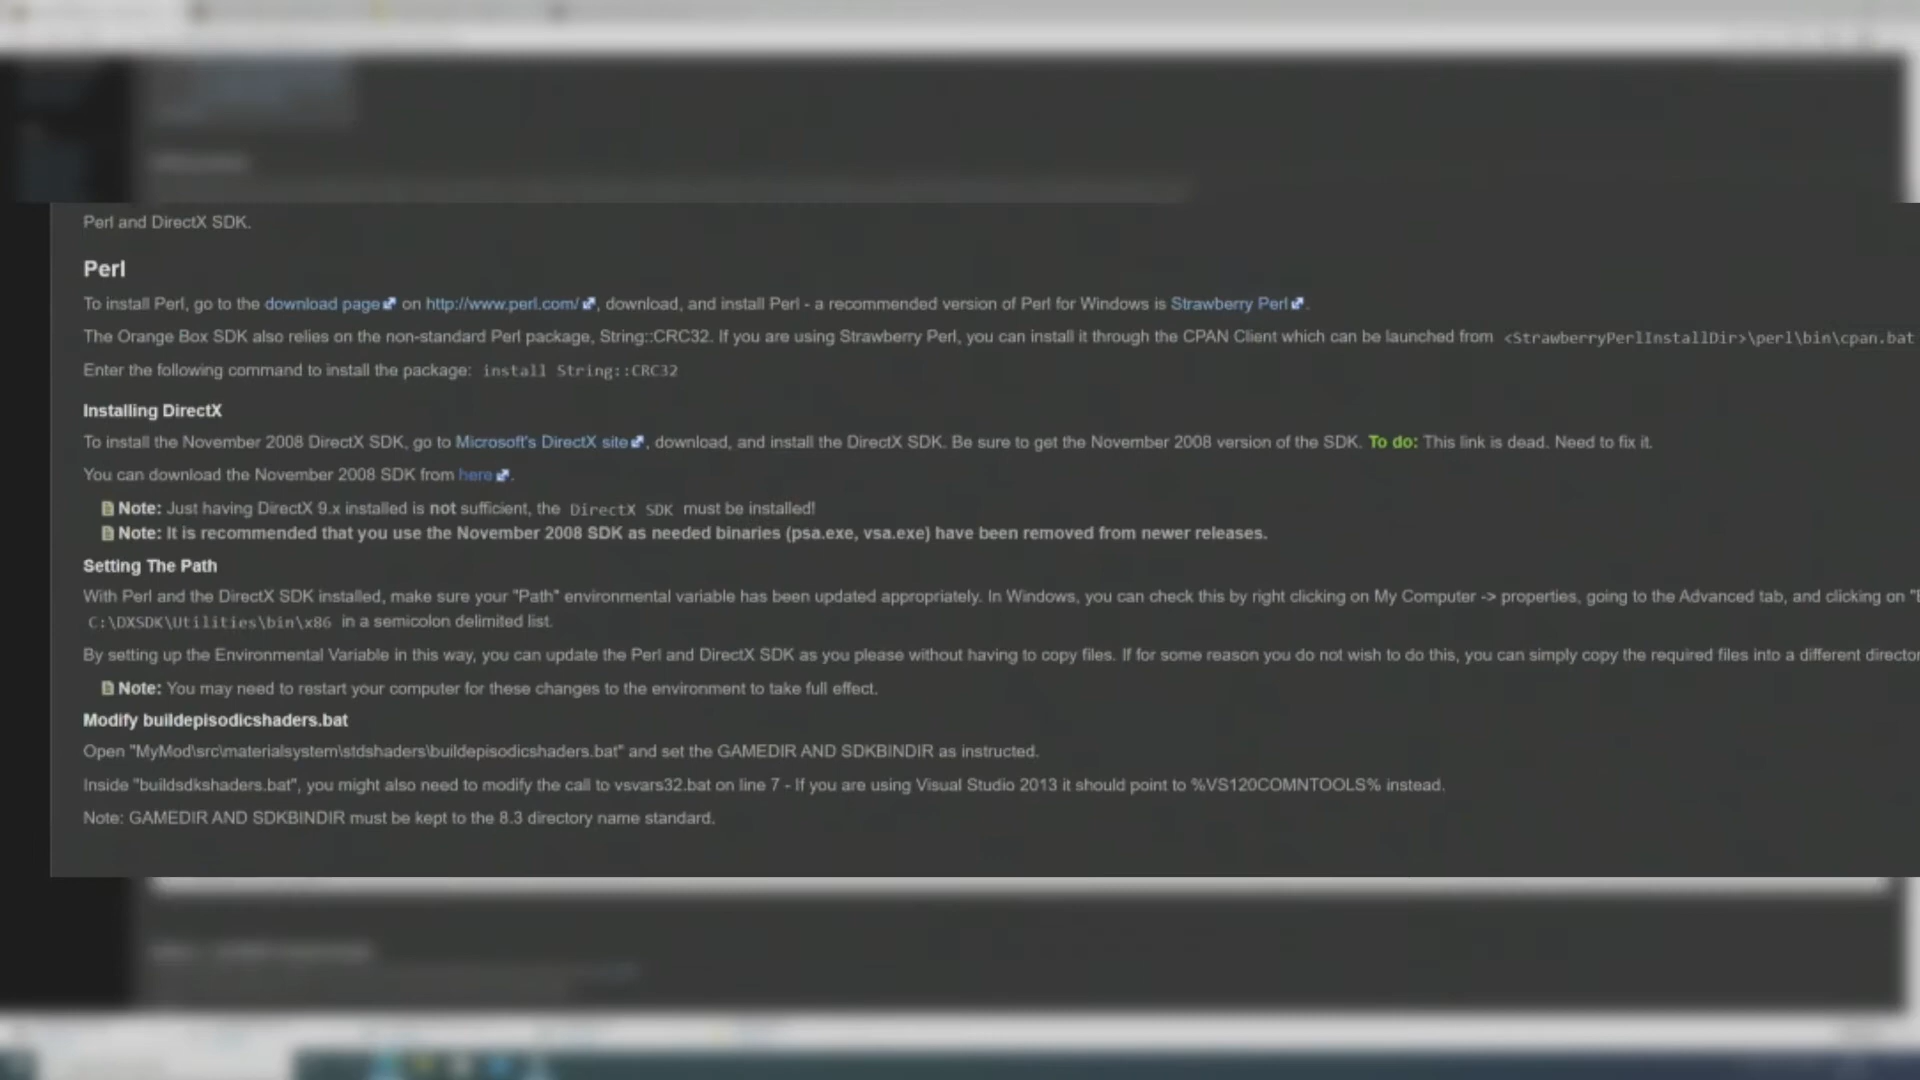 Perl and DirectX SDK.
Perl
To install Perl, go to the download page on http://www.perl.com/, download, and install Perl - a recommended version of Perl for Windows is Strawberry Perl.
The Orange Box SDK also relies on the non-standard Perl package, String::CRC32. If you are using Strawberry Perl, you can install it through the CPAN Client which can be launched from <StrawberryPerlInstallDir>\perl\bin\cpan.bat
Enter the following command to install the package: install String::CRC32
Installing DirectX
To install the November 2008 DirectX SDK, go to Microsoft's DirectX site, download, and install the DirectX SDK. Be sure to get the November 2008 version of the SDK. To do: This link is dead. Need to fix it.
You can download the November 2008 SDK from here.
Note: Just having DirectX 9.x installed is not sufficient, the DirectX SDK must be installed!
Note: It is recommended that you use the November 2008 SDK as needed binaries (psa.exe, vsa.exe) have been removed from newer releases.
Setting The Path
With Perl and the DirectX SDK installed, make sure your "Path" environmental variable has been updated appropriately. In Windows, you can check this by right clicking on My Computer -> properties, going to the Advanced tab, and clicking on "
C:\DXSDK\Utilities\bin\x86 in a semicolon delimited list.
By setting up the Environmental Variable in this way, you can update the Perl and DirectX SDK as you please without having to copy files. If for some reason you do not wish to do this, you can simply copy the required files into a different director
Note: You may need to restart your computer for these changes to the environment to take full effect.
Modify buildepisodicshaders.bat
Open "MyMod\src\materialsystem\stdshaders\buildepisodicshaders.bat" and set the GAMEDIR AND SDKBINDIR as instructed.
Inside "buildsdkshaders.bat", you might also need to modify the call to vsvars32.bat on line 7 - If you are using Visual Studio 2013 it should point to %VS120COMNTOOLS% instead.
Note: GAMEDIR AND SDKBINDIR must be kept to the 8.3 directory name standard.